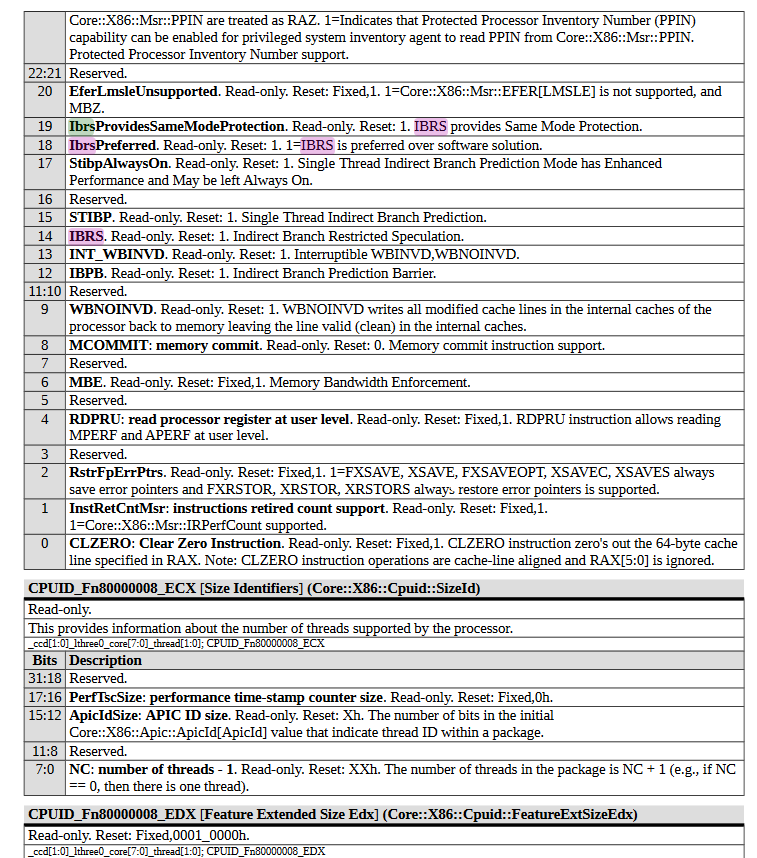 Core::X86::Msr::PPIN are treated as RAZ. 1=Indicates that Protected Processor Inventory Number (PPIN)
capability can be enabled for privileged system inventory agent to read PPIN from Core::X86::Msr::PPIN.
Protected Processor Inventory Number support.
22:21 Reserved.
20 EferLmsleUnsupported. Read-only. Reset: Fixed,1. 1=Core::X86::Msr::EFER[LMSLE] is not supported, and
MBZ.
19 IbrsProvidesSameModeProtection. Read-only. Reset: 1. IBRS provides Same Mode Protection.
18 IbrsPreferred. Read-only. Reset: 1. 1=IBRS is preferred over software solution.
17 StibpAlwaysOn. Read-only. Reset: 1. Single Thread Indirect Branch Prediction Mode has Enhanced
Performance and May be left Always On.
16 Reserved.
15 STIBP. Read-only. Reset: 1. Single Thread Indirect Branch Prediction.
14 IBRS. Read-only. Reset: 1. Indirect Branch Restricted Speculation.
13 INT_WBINVD. Read-only. Reset: 1. Interruptible WBINVD,WBNOINVD.
12 IBPB. Read-only. Reset: 1. Indirect Branch Prediction Barrier.
11:10 Reserved.
9 WBNOINVD. Read-only. Reset: 1. WBNOINVD writes all modified cache lines in the internal caches of the
processor back to memory leaving the line valid (clean) in the internal caches.
8 MCOMMIT: memory commit. Read-only. Reset: 0. Memory commit instruction support.
7 Reserved.
6 MBE. Read-only. Reset: Fixed,1. Memory Bandwidth Enforcement.
5 Reserved.
4 RDPRU: read processor register at user level. Read-only. Reset: Fixed,1. RDPRU instruction allows reading
MPERF and APERF at user level.
3 Reserved.
2 RstrFpErrPtrs. Read-only. Reset: Fixed,1. 1=FXSAVE, XSAVE, FXSAVEOPT, XSAVEC, XSAVES always
save error pointers and FXRSTOR, XRSTOR, XRSTORS always restore error pointers is supported.
1 InstRetCntMsr: instructions retired count support. Read-only. Reset: Fixed,1.
1=Core::X86::Msr::IRPerfCount supported.
0 CLZERO: Clear Zero Instruction. Read-only. Reset: Fixed,1. CLZERO instruction zero's out the 64-byte cache
line specified in RAX. Note: CLZERO instruction operations are cache-line aligned and RAX[5:0] is ignored.
CPUID_Fn80000008_ECX [Size Identifiers] (Core::X86::Cpuid::SizeId)
Read-only.
This provides information about the number of threads supported by the processor.
_ccd[1:0]_lthree0_core[7:0]_thread[1:0]; CPUID_Fn80000008_ECX
Bits Description
31:18 Reserved.
17:16 PerfTscSize: performance time-stamp counter size. Read-only. Reset: Fixed,0h.
15:12 ApicIdSize: APIC ID size. Read-only. Reset: Xh. The number of bits in the initial
Core::X86::Apic::ApicId[ApicId] value that indicate thread ID within a package.
11:8 Reserved.
7:0 NC: number of threads - 1. Read-only. Reset: XXh. The number of threads in the package is NC + 1 (e.g., if NC
== 0, then there is one thread).
CPUID_Fn80000008_EDX [Feature Extended Size Edx] (Core::X86::Cpuid::FeatureExtSizeEdx)
Read-only. Reset: Fixed,0001_0000h.
_ccd[1:0]_lthree0_core[7:0]_thread[1:0]; CPUID_Fn80000008_EDX